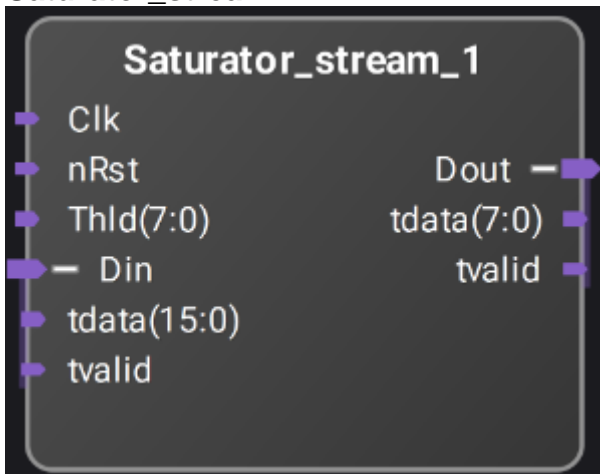 Saturator_stream_1
Clk
nRst
Thld(7:0)
Din
tdata(15:0)
tvalid
Dout
tdata(7:0)
tvalid